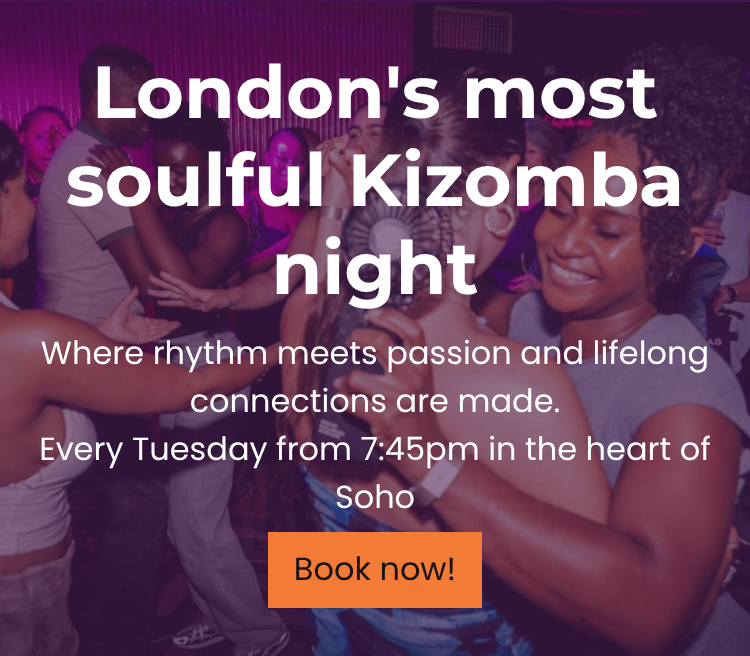 London's most
soulful Kizomba
night
Where rhythm meets passion and lifelong
connections are made.
Every Tuesday from 7:45pm in the heart of
Soho
Book now!